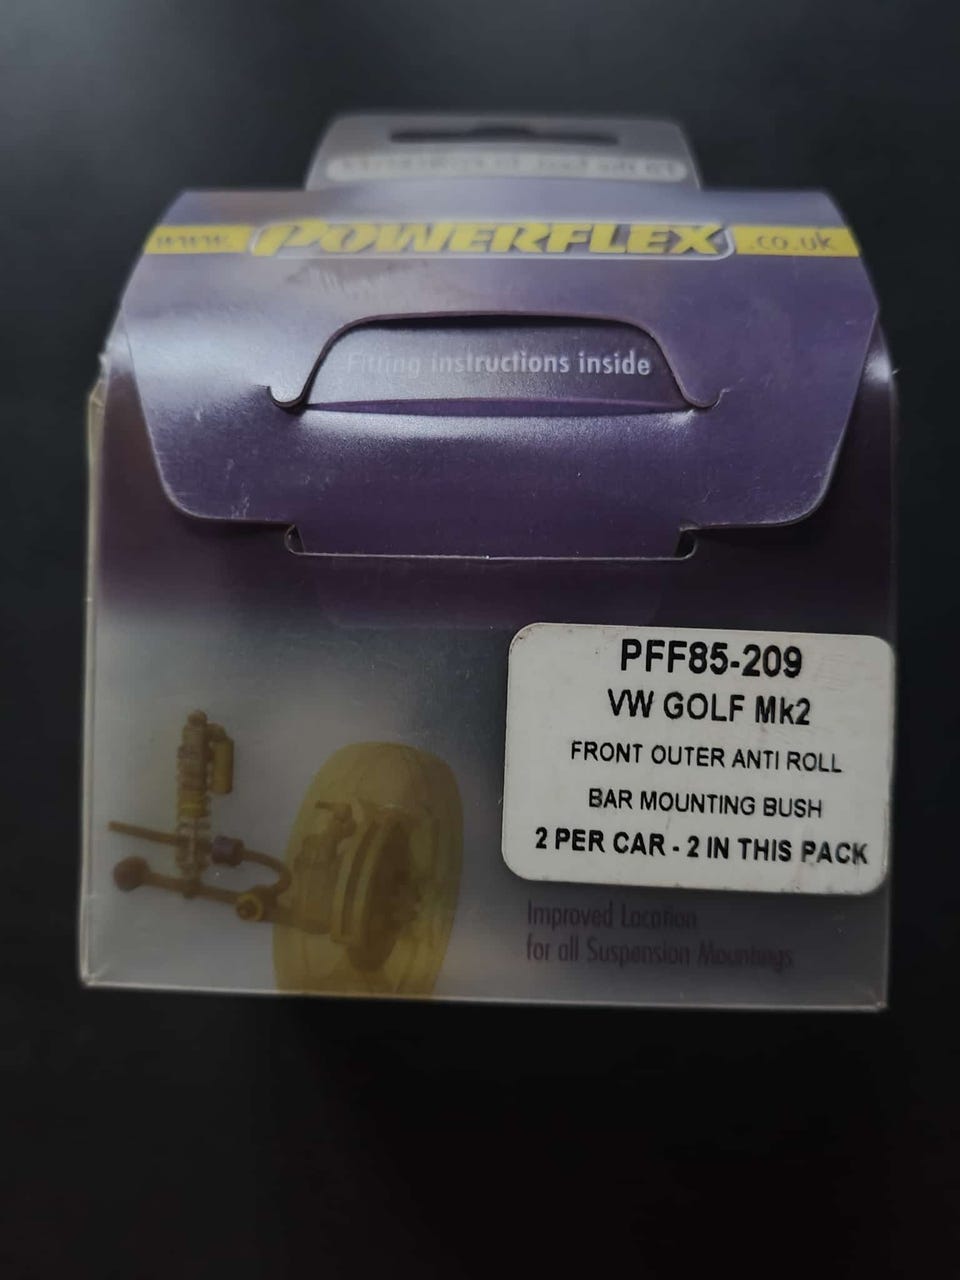 www. POWERFLEX .co.uk
Fitting instructions inside
PFF85-209
VW GOLF Mk2
FRONT OUTER ANTI ROLL
BAR MOUNTING BUSH
2 PER CAR - 2 IN THIS PACK
Improved Location
for all Suspension Mountings